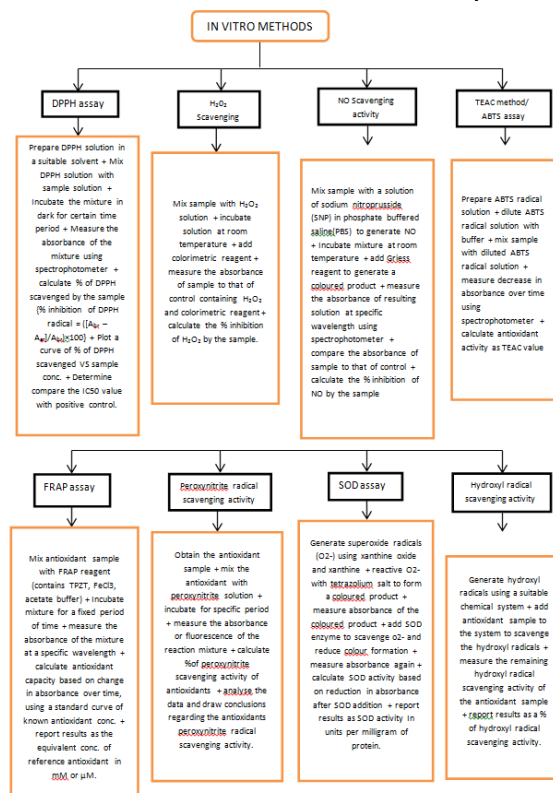 IN VITRO METHODS
DPPH assay
H₂O₂
Scavenging
NO Scavenging
activity
TEAC method/
ABTS
assay
Prepare DPPH solution in
a suitable solvent + Mix
DPPH solution with
sample solution +
Incubate the mixture in
dark for certain time
period + Measure the
absorbance of the
mixture using
spectrophotometer +
calculate % of DPPH
scavenged by the sample
(% inhibition of DPPH
radical = {[Abr –
Aar]/Abr}×100} + Plot a
curve of % of DPPH
scavenged VS sample
conc. + Determine
compare the IC50 value
with positive control.
Mix sample with H₂O₂
solution + incubate
solution at room
temperature + add
colorimetric reagent +
measure the absorbance
of sample to that of
control containing H₂O₂
and colorimetric reagent+
calculate the % inhibition
of H₂O₂ by the sample.
Mix sample with a solution
of sodium nitroprusside
(SNP) in phosphate buffered
saline(PBS) to generate NO
+ Incubate mixture at room
temperature + add Griess
reagent to generate a
coloured product + measure
the absorbance of resulting
solution at specific
wavelength using
spectrophotometer +
compare the absorbance of
sample to that of control +
calculate the % inhibition of
NO by the sample
Prepare ABTS radical
solution + dilute ABTS
radical solution with
buffer + mix sample
with diluted ABTS
radical solution +
measure decrease in
absorbance over time
using
spectrophotometer +
calculate antioxidant
activity as TEAC value
FRAP assay
Peroxynitrite radical
scavenging activity
SOD assay
Hydroxyl radical
scavenging activity
Mix antioxidant sample
with FRAP reagent
(contains TPZT, FeCl3,
acetate buffer) + Incubate
mixture for a fixed period
of time + measure the
absorbance of the mixture
at a specific wavelength +
calculate antioxidant
capacity based on change
in absorbance over time,
using a standard curve of
known antioxidant conc. +
report results as the
equivalent conc. of
reference antioxidant in
mM or µM.
Obtain the antioxidant
sample + mix the
antioxidant with
peroxynitrite solution +
incubate for specific period
+ measure the absorbance
or fluorescence of the
reaction mixture + calculate
%of peroxynitrite
scavenging activity of
antioxidants + analyse the
data and draw conclusions
regarding the antioxidants
peroxynitrite radical
scavenging activity.
Generate superoxide radicals
(O2-) using xanthine oxide
and xanthine + reactive O2-
with tetrazolium salt to form
a coloured product +
measure absorbance of the
coloured product + add SOD
enzyme to scavenge o2- and
reduce colour formation +
measure absorbance again +
calculate SOD activity based
on reduction in absorbance
after SOD addition + report
results as SOD activity In
units per milligram of
protein.
Generate hydroxyl
radicals using a suitable
chemical system + add
antioxidant sample to
the system to scavenge
the hydroxyl radicals +
measure the remaining
hydroxyl radical
scavenging activity of
the antioxidant sample
+ report results as a %
of hydroxyl radical
scavenging activity.